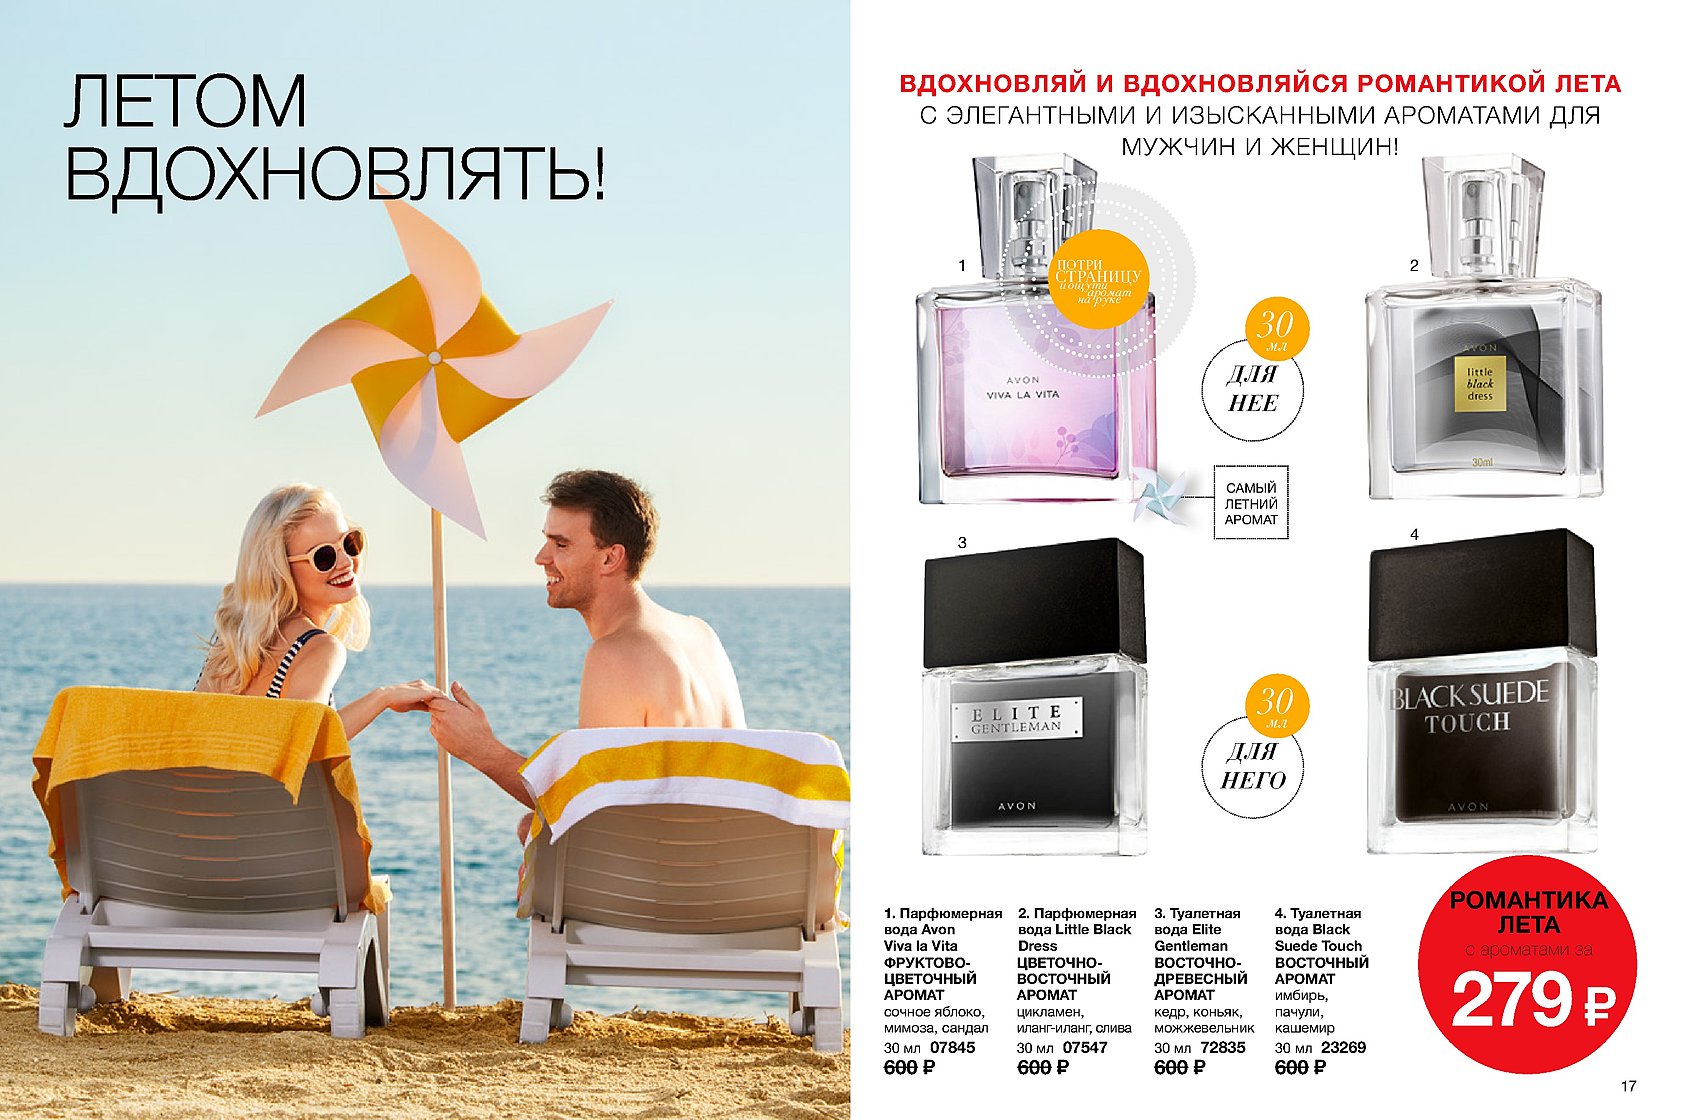 ЛЕТОМ
ВДОХНОВЛЯТЬ!
ВДОХНОВЛЯЙ И ВДОХНОВЛЯЙСЯ РОМАНТИКОЙ ЛЕТА
С ЭЛЕГАНТНЫМИ И ИЗЫСКАННЫМИ АРОМАТАМИ ДЛЯ
МУЖЧИН И ЖЕНЩИН!
1
ПОТРИ
СТРАНИЦУ
и ощути
аромат
на руке
AVON
VIVA LA VITA
30
мл
ДЛЯ
НЕЕ
САМЫЙ
ЛЕТНИЙ
АРОМАТ
2
AVON
little
black
dress
30ml
3
ELITE
GENTLEMAN
AVON
30
мл
ДЛЯ
НЕГО
4
BLACK SUEDE
TOUCH
AVON
1. Парфюмерная
вода Avon
Viva la Vita
ФРУКТОВО-
ЦВЕТОЧНЫЙ
АРОМАТ
сочное яблоко,
мимоза, сандал
30 мл 07845
600 ₽
2. Парфюмерная
вода Little Black
Dress
ЦВЕТОЧНО-
ВОСТОЧНЫЙ
АРОМАТ
цикламен,
иланг-иланг, слива
30 мл 07547
600 ₽
3. Туалетная
вода Elite
Gentleman
ВОСТОЧНО-
ДРЕВЕСНЫЙ
АРОМАТ
кедр, коньяк,
можжевельник
30 мл 72835
600 ₽
4. Туалетная
вода Black
Suede Touch
ВОСТОЧНЫЙ
АРОМАТ
имбирь,
пачули,
кашемир
30 мл 23269
600 ₽
РОМАНТИКА
ЛЕТА
с ароматами за
279 ₽
17